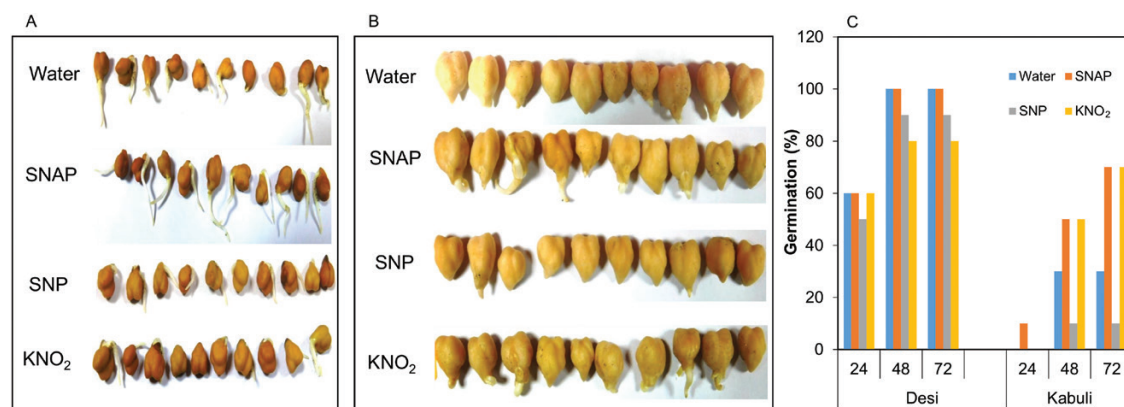 A
Water
SNAP
SNP
KNO₂
B
Water
SNAP
SNP
KNO₂
C
Water SNAP
SNP KNO₂
Germination (%)
120
100
80
60
40
20
0
24 48 72 24 48 72
Desi Kabuli